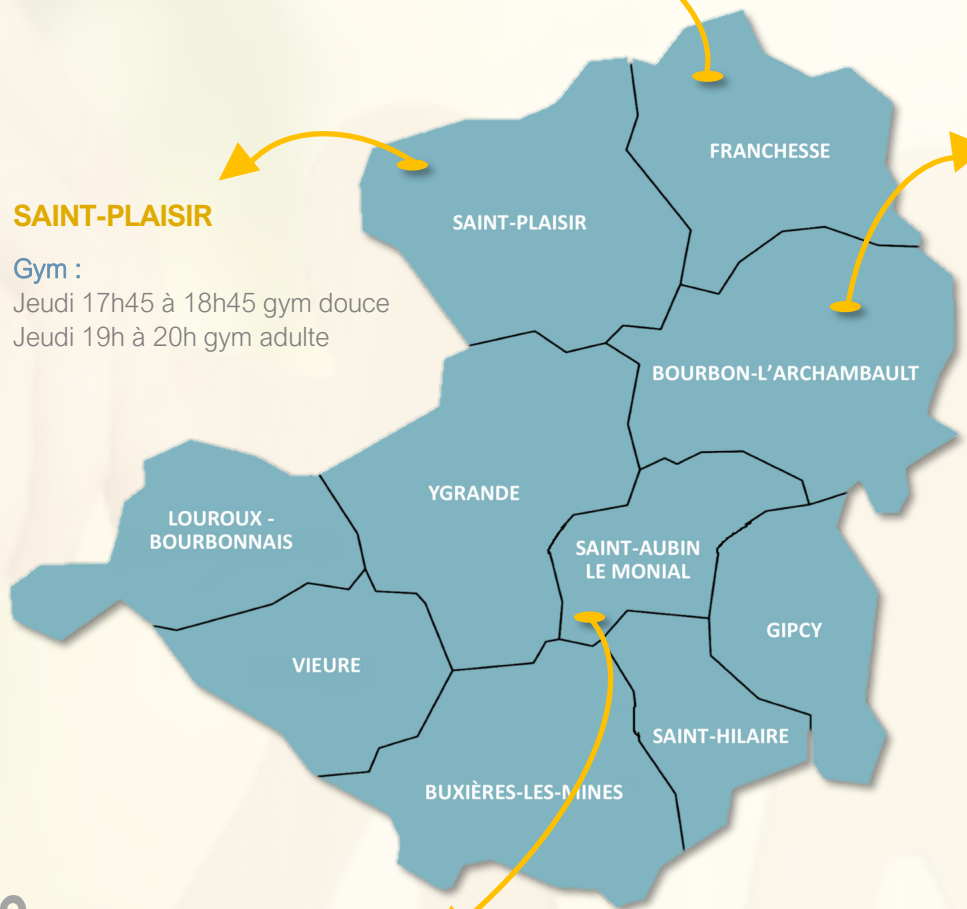 FRANCHESSE
SAINT-PLAISIR
SAINT-PLAISIR
Gym :
Jeudi 17h45 à 18h45 gym douce
Jeudi 19h à 20h gym adulte
BOURBON-L'ARCHAMBAULT
YGRANDE
LOUROUX -
BOURBONNAIS
SAINT-AUBIN
LE MONIAL
GIPCY
VIEURE
SAINT-HILAIRE
BUXIÈRES-LES-MINES